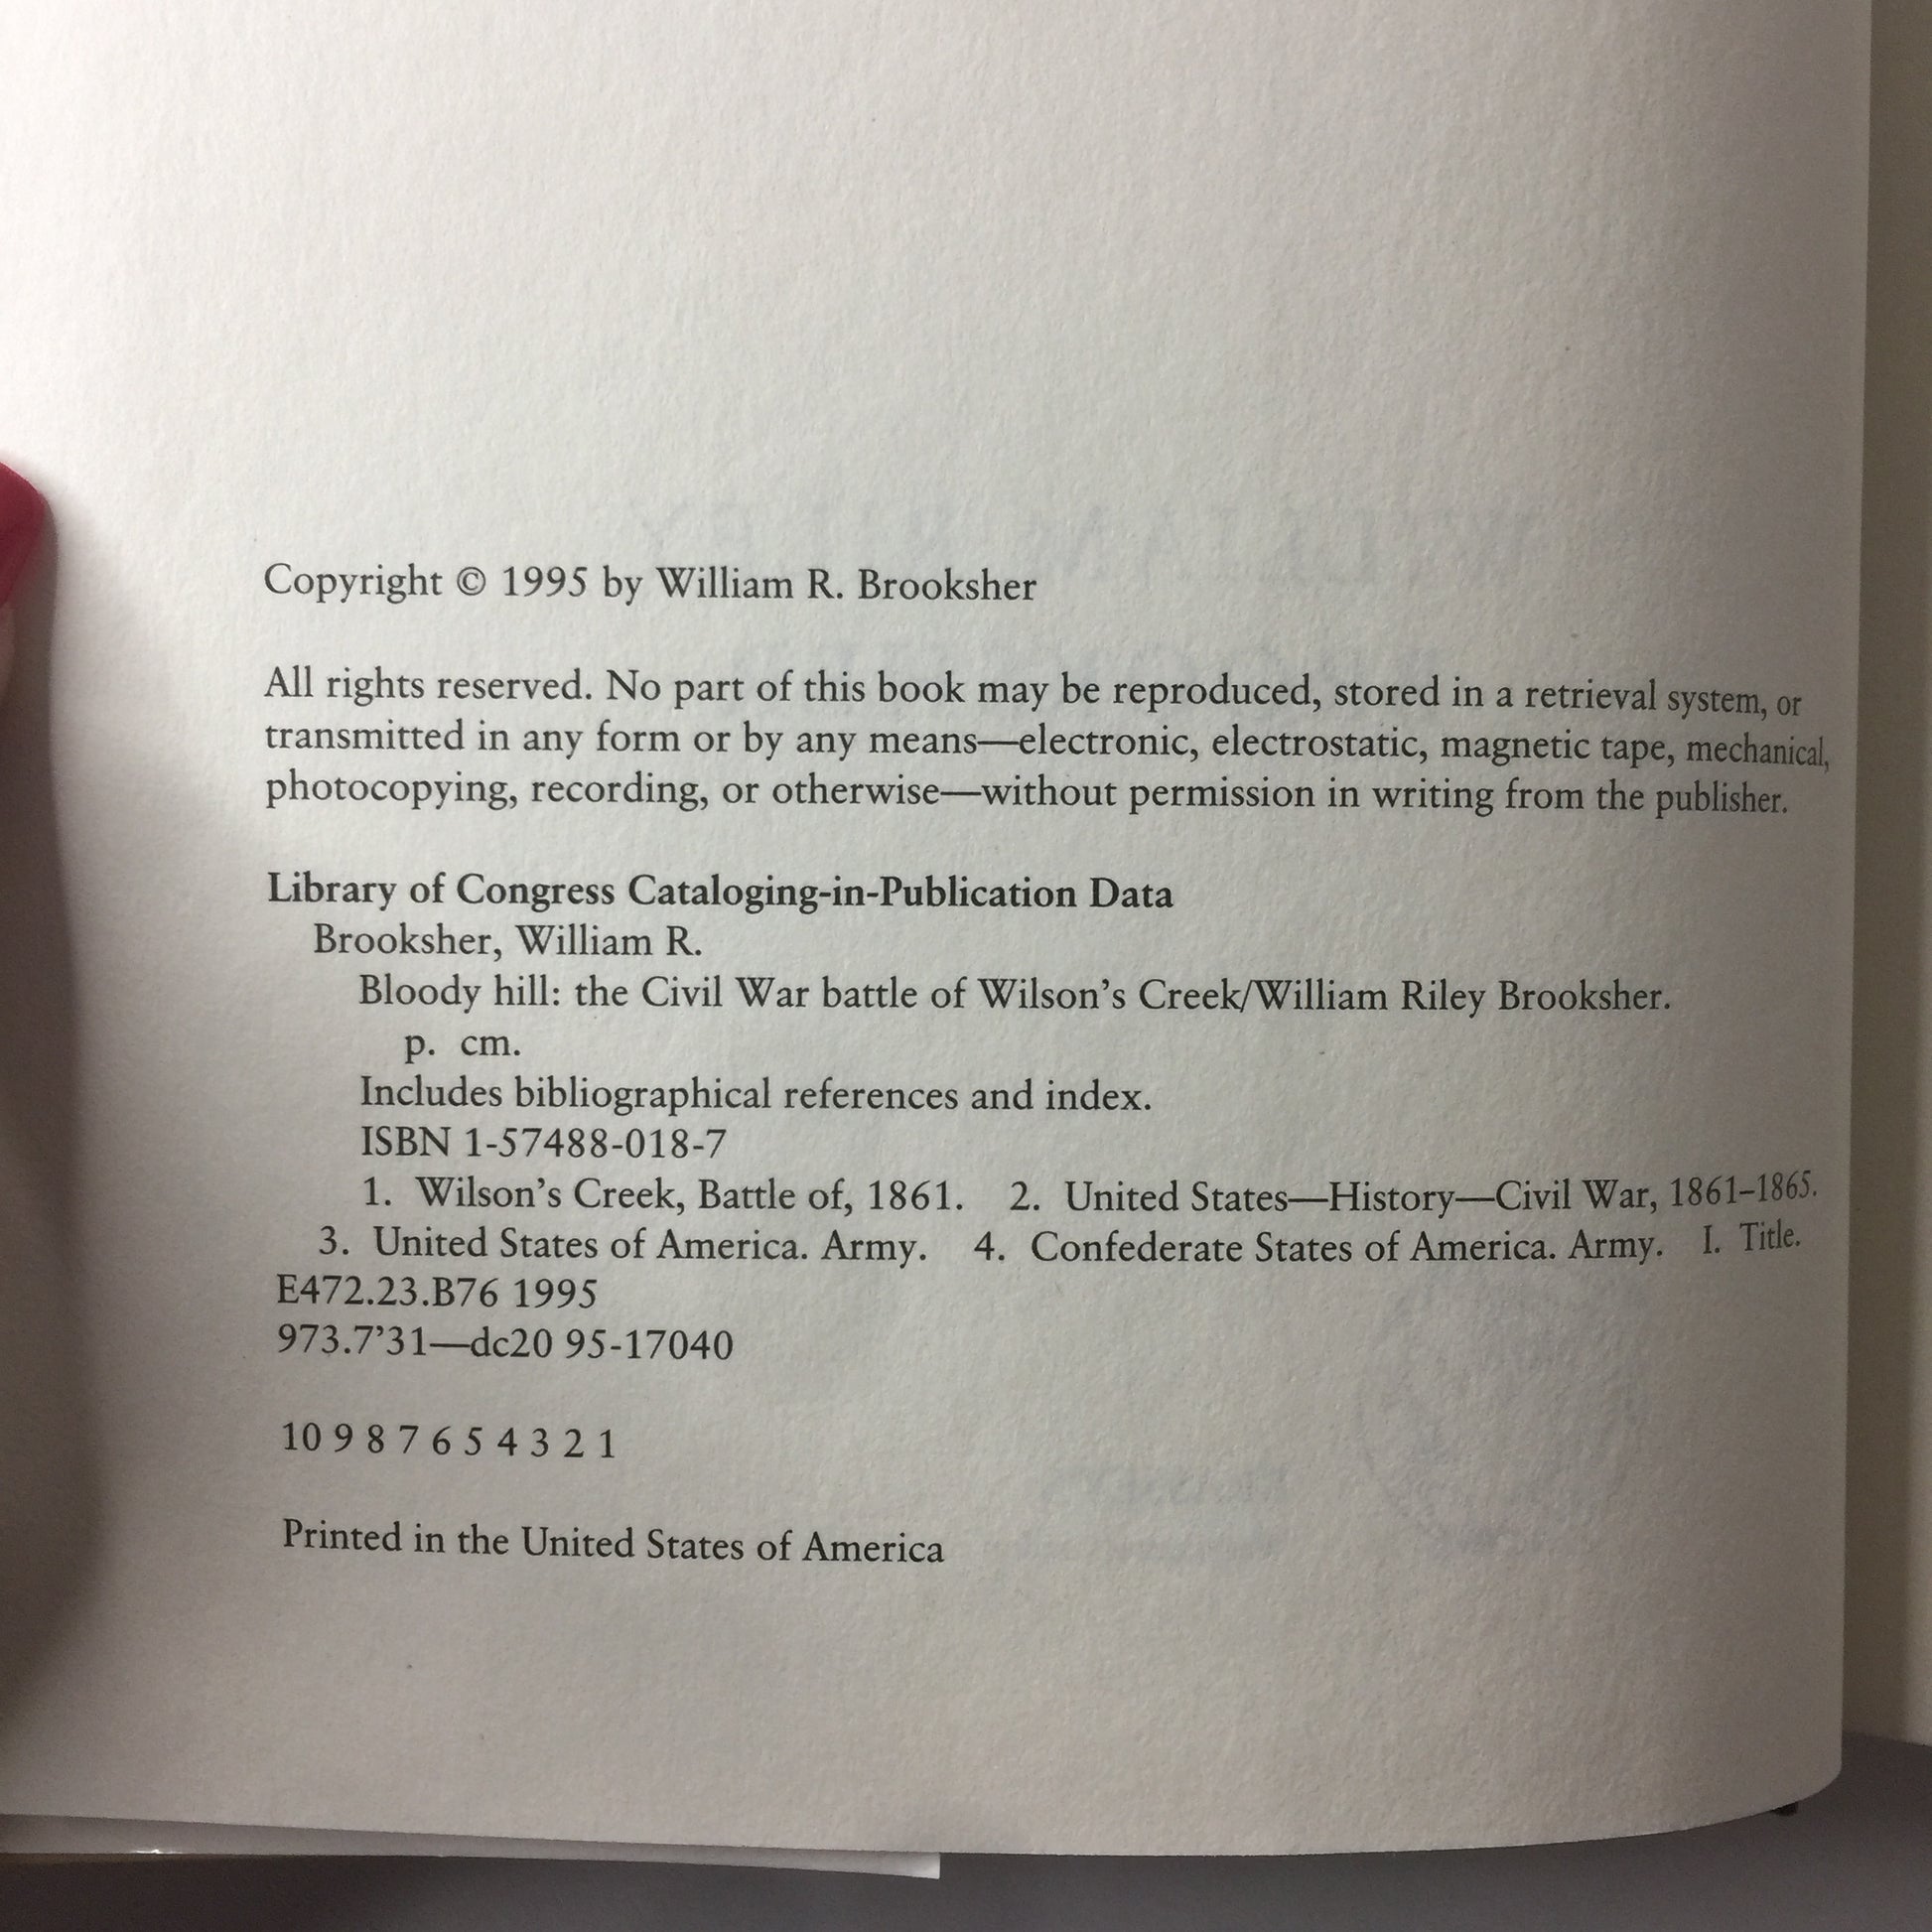 Copyright © 1995 by William R. Brooksher
All rights reserved. No part of this book may be reproduced, stored in a retrieval system, or
transmitted in any form or by any means—electronic, electrostatic, magnetic tape, mechanical,
photocopying, recording, or otherwise—without permission in writing from the publisher.
Library of Congress Cataloging-in-Publication Data
Brooksher, William R.
Bloody hill: the Civil War battle of Wilson's Creek/William Riley Brooksher.
p. cm.
Includes bibliographical references and index.
ISBN 1-57488-018-7
1. Wilson's Creek, Battle of, 1861. 2. United States—History—Civil War, 1861–1865.
3. United States of America. Army. 4. Confederate States of America. Army. I. Title.
E472.23.B76 1995
973.7'31—dc20 95-17040
10 9 8 7 6 5 4 3 2 1
Printed in the United States of America